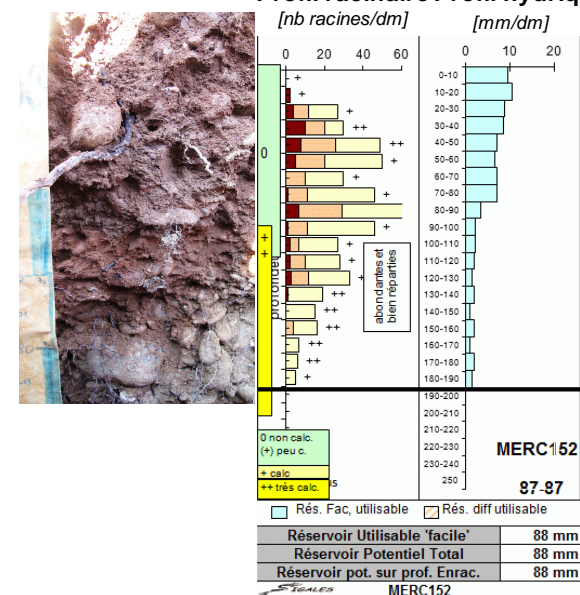 [nb racines/dm] [mm/dm]
0 20 40 60 0 10 20
+ 0-10
+ 10-20
+ 20-30
++ 30-40
++ 40-50
0 + 50-60
+ 60-70
+ 70-80
80-90
+ 90-100
+ + 100-110
+ + 110-120
+ 120-130
++ 130-140
++ 140-150
++ 150-160
++ 160-170
++ 170-180
+ 180-190
abondantes et
bien réparties
190-200
200-210
210-220
220-230
230-240
250
0 non calc.
(+) peu c.
+ calc
++ très calc.
MERC152
87-87
Rés. Fac, utilisable Rés. diff utilisable
Réservoir Utilisable 'facile' 88 mm
Réservoir Potentiel Total 88 mm
Réservoir pot. sur prof. Enrac. 88 mm
SIGALES MERC152